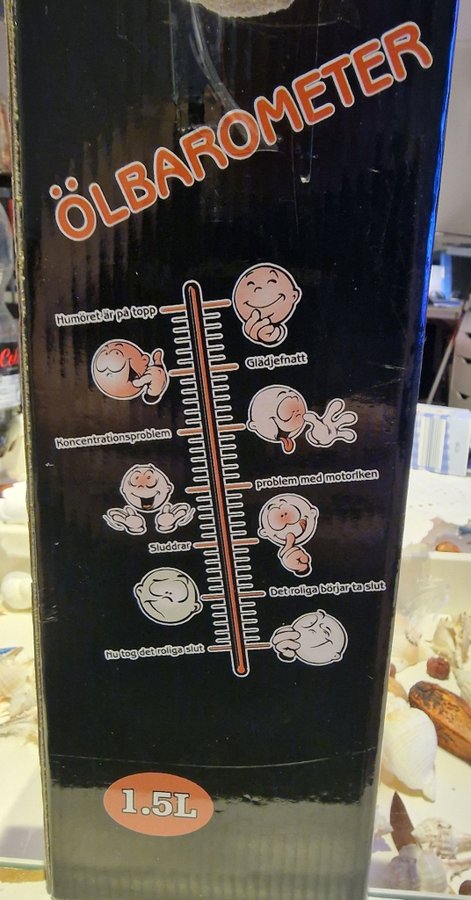 ÖLBAROMETER
Humöret är på topp
Glädjefnatt
Koncentrationsproblem
problem med motoriken
Sluddrar
Det roliga börjar ta slut
Nu tog det roliga slut
1.5L